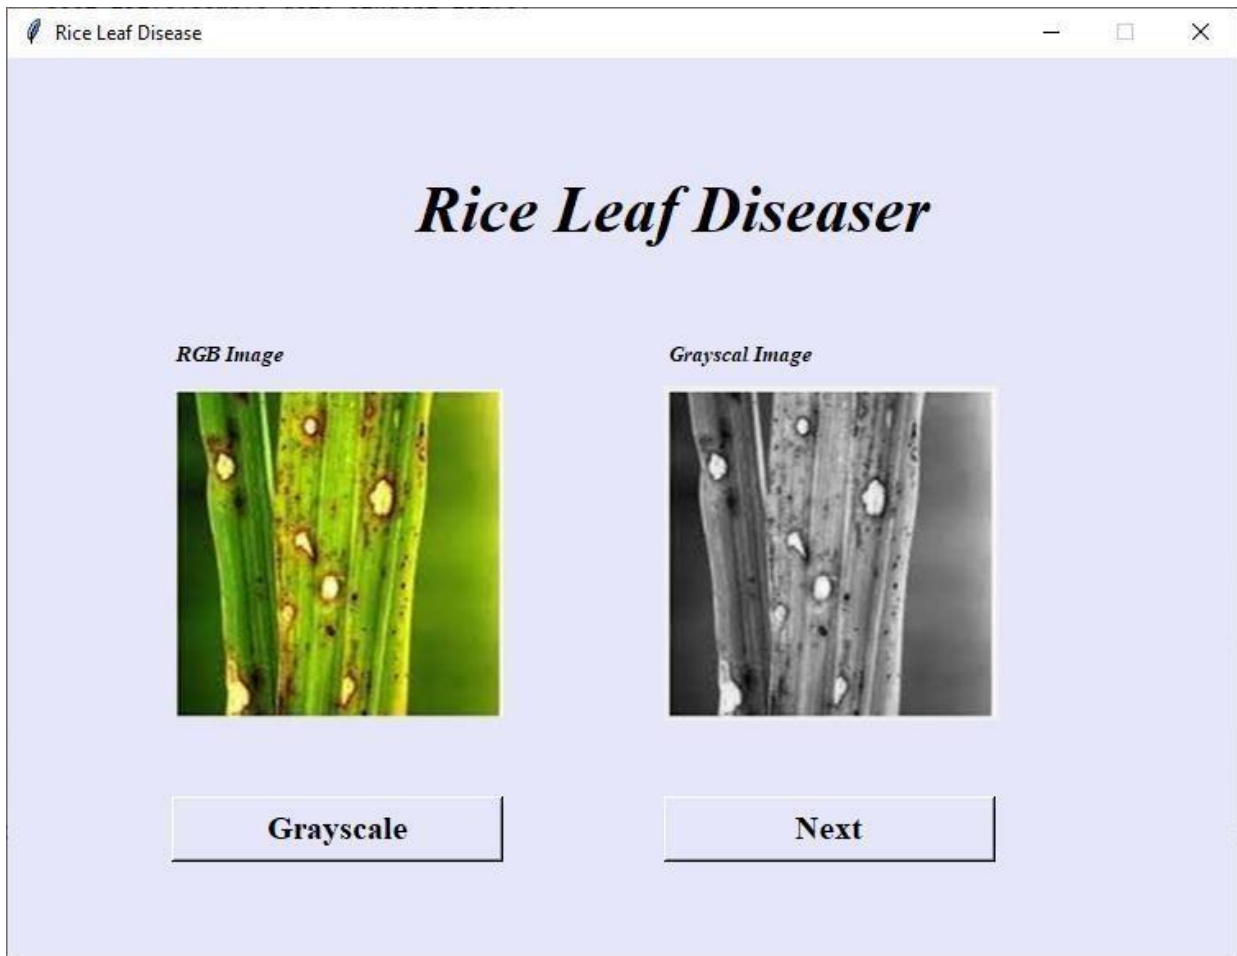 Rice Leaf Disease
Rice Leaf Diseaser
RGB Image
Grayscal Image
Grayscale
Next